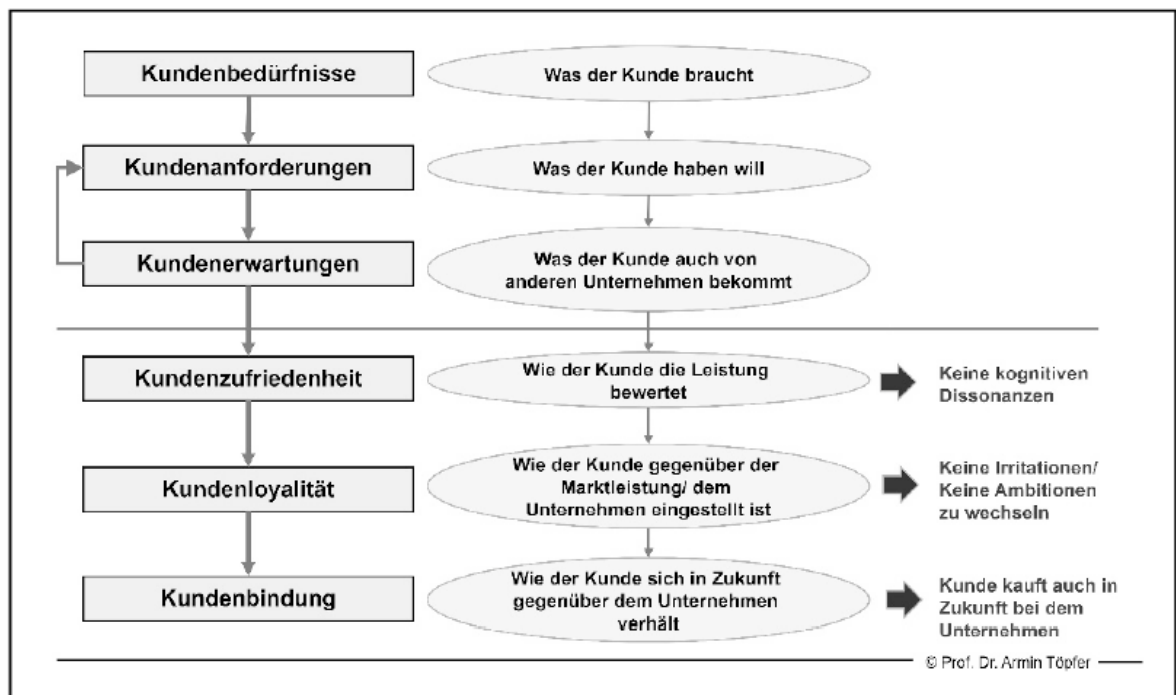 Kundenbedürfnisse
Was der Kunde braucht
Kundenanforderungen
Was der Kunde haben will
Kundenerwartungen
Was der Kunde auch von
anderen Unternehmen bekommt
Kundenzufriedenheit
Wie der Kunde die Leistung
bewertet
Keine kognitiven
Dissonanzen
Kundenloyalität
Wie der Kunde gegenüber der
Marktleistung/ dem
Unternehmen eingestellt ist
Keine Irritationen/
Keine Ambitionen
zu wechseln
Kundenbindung
Wie der Kunde sich in Zukunft
gegenüber dem Unternehmen
verhält
Kunde kauft auch in
Zukunft bei dem
Unternehmen
© Prof. Dr. Armin Töpfer